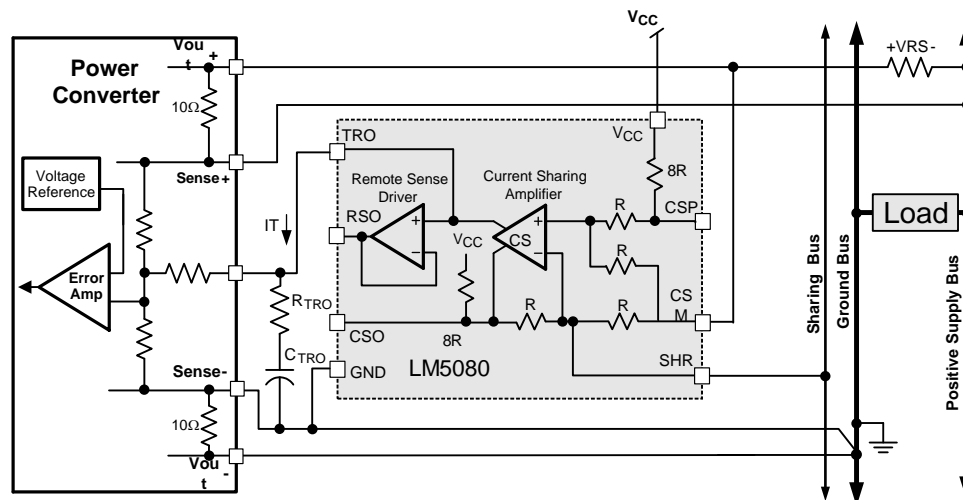 Vou
t
+
Power
Converter
10Ω
Sense+
Voltage
Reference
Error
Amp
Sense-
10Ω
Vou
t
-
IT
RTRO
CTRO
VCC
+VRS-
TRO
VCC
8R
Remote Sense
Driver
Current Sharing
Amplifier
RSO
+
-
VCC
CS
+
-
R
CSP
R
CS
M
R
R
CSO
8R
GND
LM5080
SHR
Sharing Bus
Ground Bus
Load
Positive Supply Bus